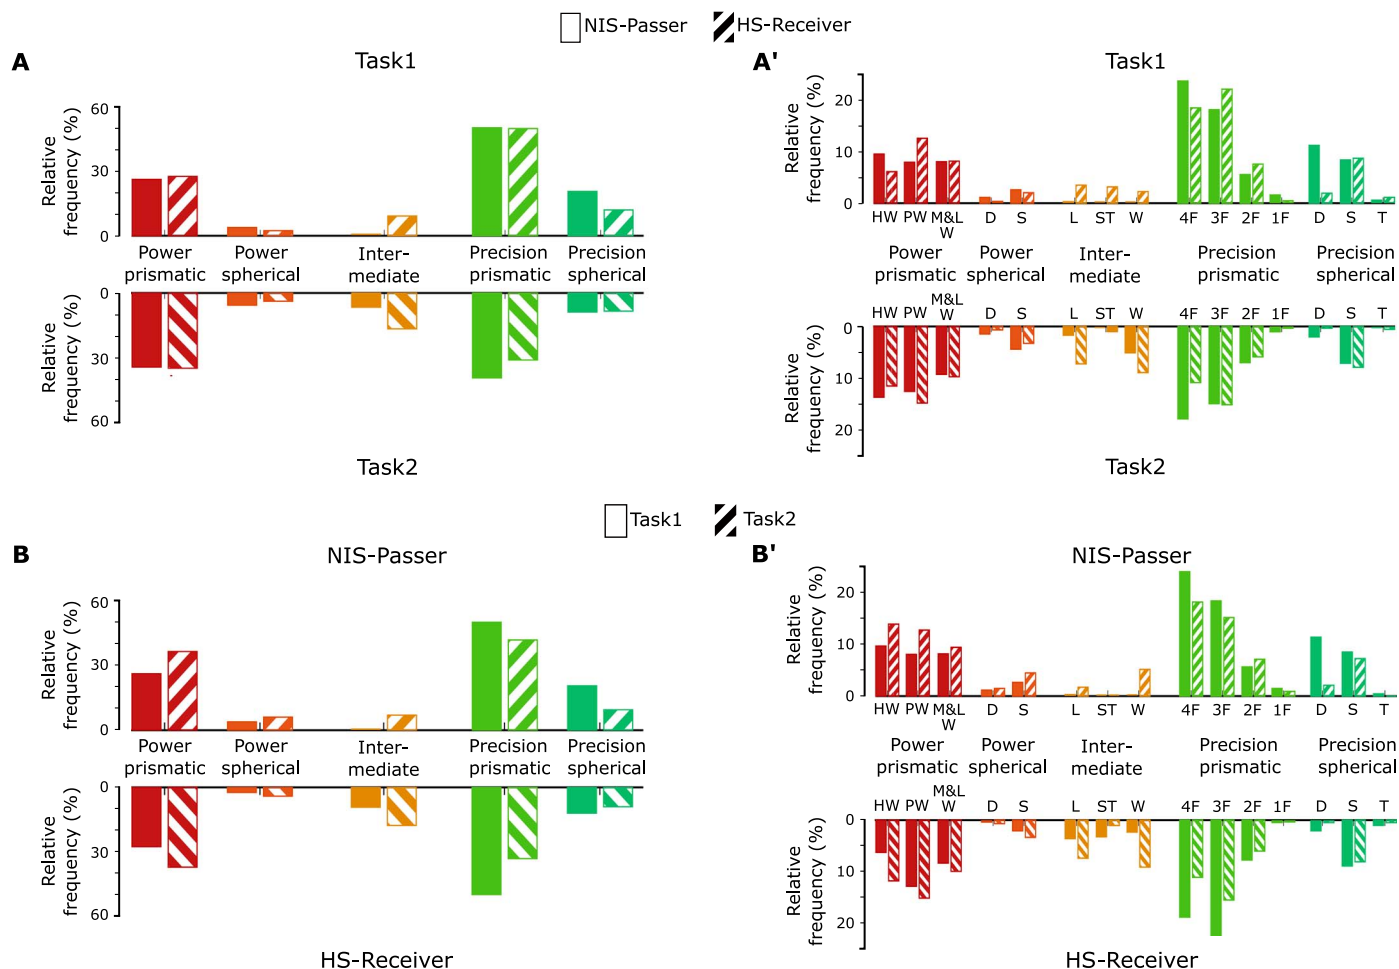 NIS-Passer HS-Receiver
A Task1
Relative
frequency (%)
60
30
0
Power
prismatic
Power
spherical
Inter-
mediate
Precision
prismatic
Precision
spherical
Relative
frequency (%)
0
30
60
Task2
A' Task1
Relative
frequency (%)
20
10
0
HW PW M&L
W
D S
L ST W
4F 3F 2F 1F
D S T
Power
prismatic
Power
spherical
Inter-
mediate
Precision
prismatic
Precision
spherical
HW PW M&L
W
D S
L ST W
4F 3F 2F 1F
D S T
Relative
frequency (%)
0
10
20
Task2
Task1 Task2
B NIS-Passer
Relative
frequency (%)
60
30
0
Power
prismatic
Power
spherical
Inter-
mediate
Precision
prismatic
Precision
spherical
Relative
frequency (%)
0
30
60
HS-Receiver
B' NIS-Passer
Relative
frequency (%)
20
10
0
HW PW M&L
W
D S
L ST W
4F 3F 2F 1F
D S T
Power
prismatic
Power
spherical
Inter-
mediate
Precision
prismatic
Precision
spherical
HW PW M&L
W
D S
L ST W
4F 3F 2F 1F
D S T
Relative
frequency (%)
0
10
20
HS-Receiver